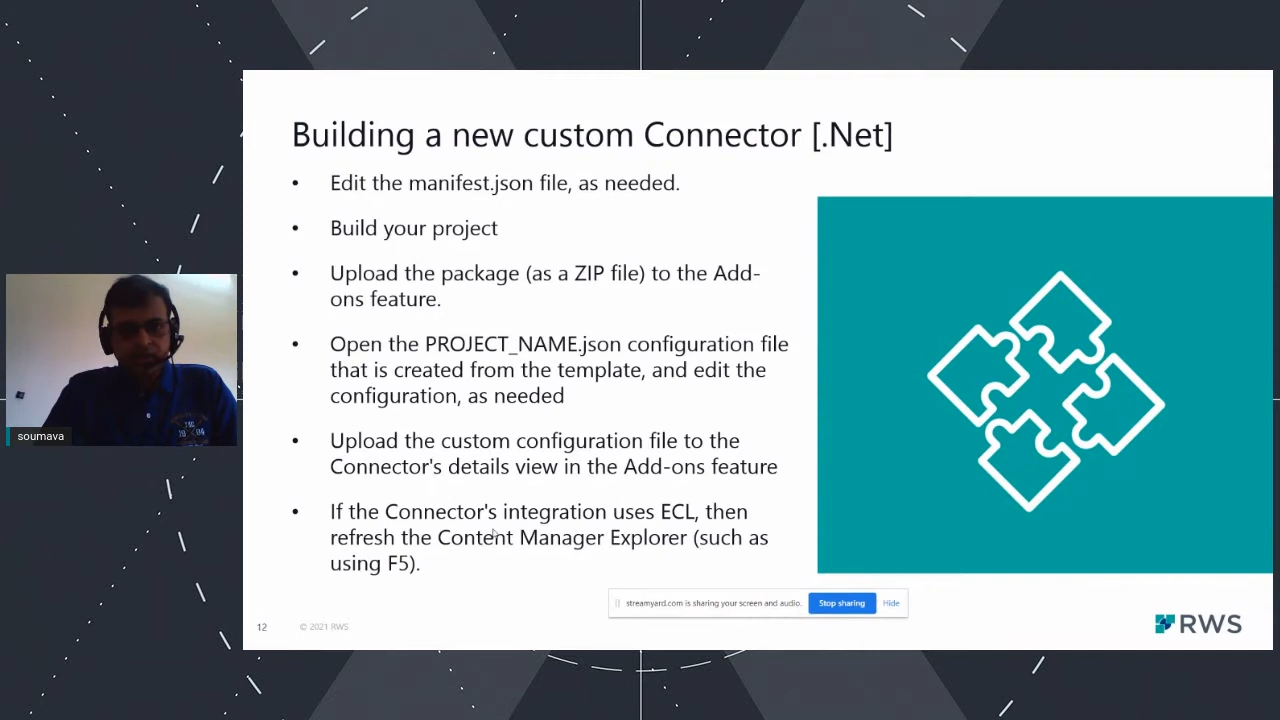 Building a new custom Connector [.Net]
• Edit the manifest.json file, as needed.
• Build your project
• Upload the package (as a ZIP file) to the Add-
ons feature.
• Open the PROJECT_NAME.json configuration file
that is created from the template, and edit the
configuration, as needed
• Upload the custom configuration file to the
Connector's details view in the Add-ons feature
• If the Connector's integration uses ECL, then
refresh the Content Manager Explorer (such as
using F5).
soumava
streamyard.com is sharing your screen and audio. Stop sharing Hide
12 © 2021 RWS
RWS